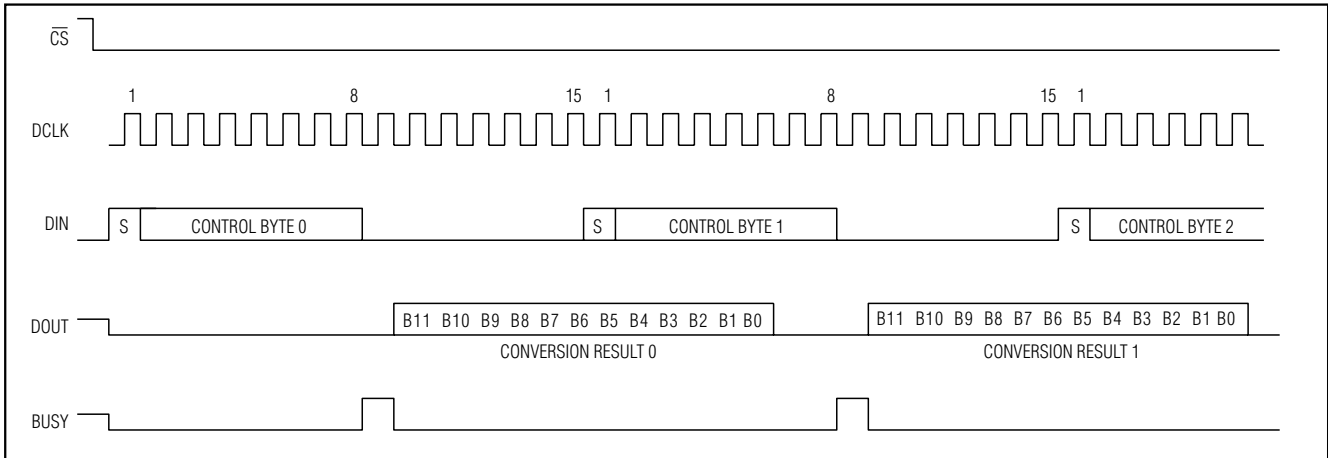 CS
1 8 15 1 8 15 1
DCLK
DIN S CONTROL BYTE 0 S CONTROL BYTE 1 S CONTROL BYTE 2
DOUT B11 B10 B9 B8 B7 B6 B5 B4 B3 B2 B1 B0 B11 B10 B9 B8 B7 B6 B5 B4 B3 B2 B1 B0
CONVERSION RESULT 0 CONVERSION RESULT 1
BUSY